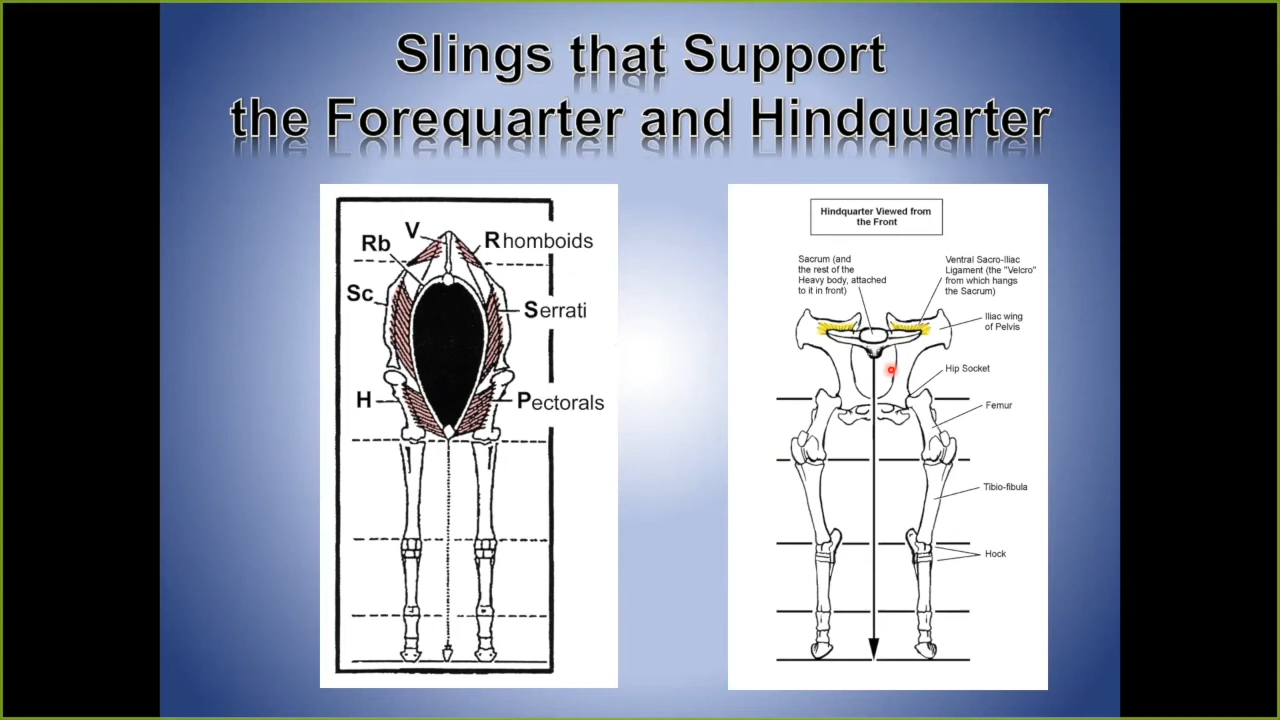 Slings that Support
the Forequarter and Hindquarter
V
Rb
Rhomboids
Sc
Serrati
H
Pectorals
Hindquarter Viewed from
the Front
Sacrum (and
the rest of the
Heavy body, attached
to it in front)
Ventral Sacro-Iliac
Ligament (the "Velcro"
from which hangs
the Sacrum)
Iliac wing
of Pelvis
Hip Socket
Femur
Tibio-fibula
Hock